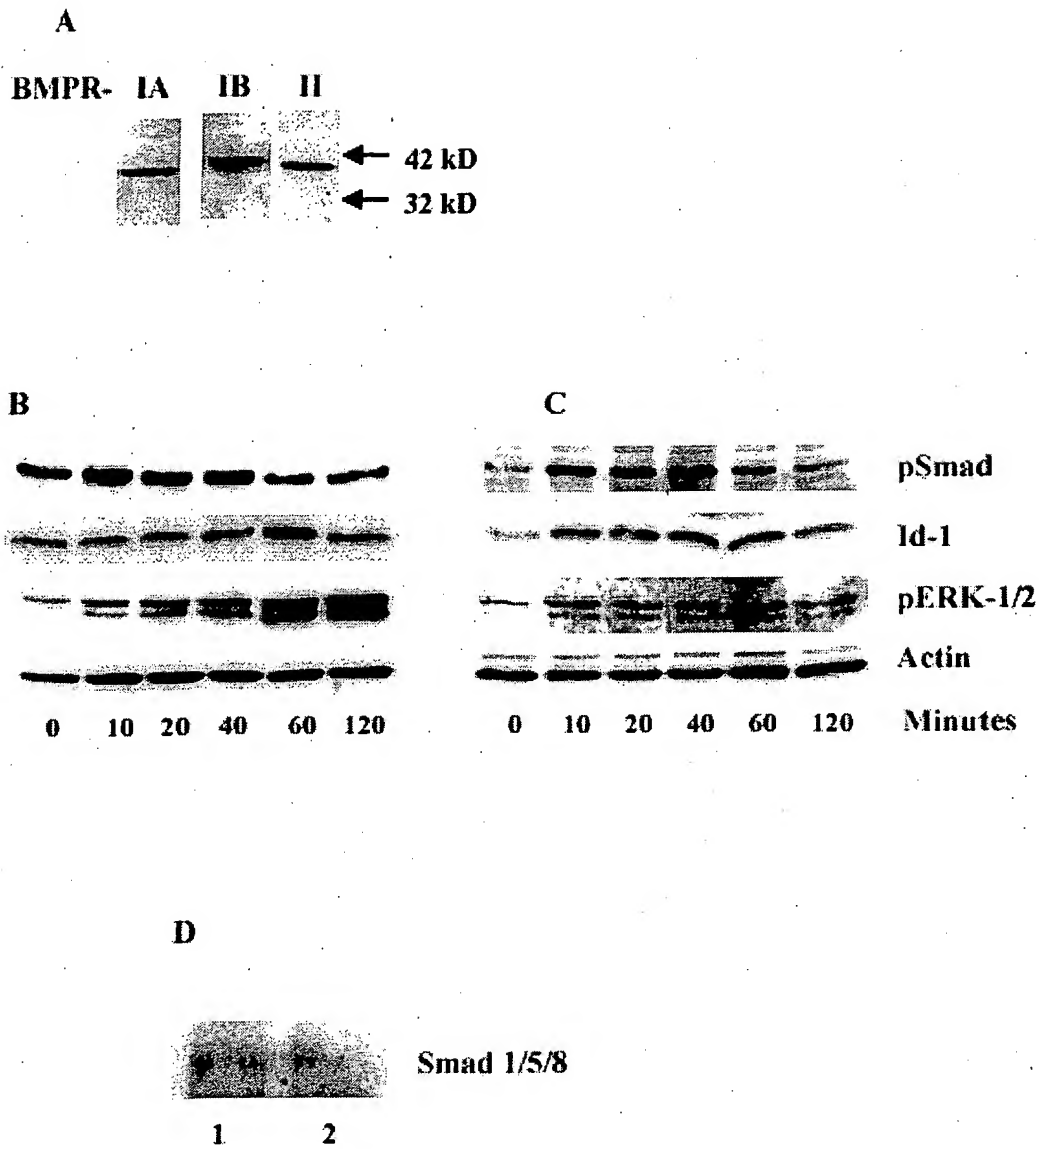 A
BMPR- IA IB II
42 kD
32 kD
B C
pSmad
Id-1
pERK-1/2
Actin
0 10 20 40 60 120 0 10 20 40 60 120 Minutes
D
Smad 1/5/8
1 2